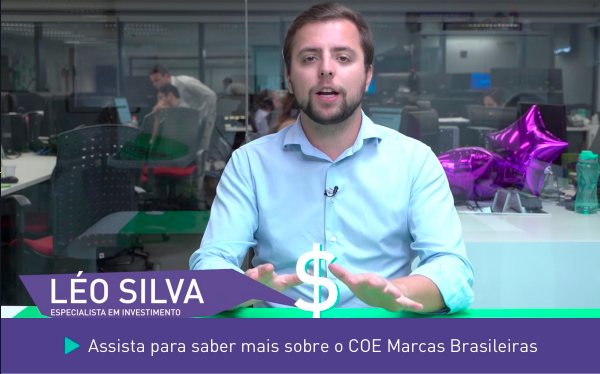 $
LÉO SILVA
ESPECIALISTA EM INVESTIMENTO
Assista para saber mais sobre o COE Marcas Brasileiras